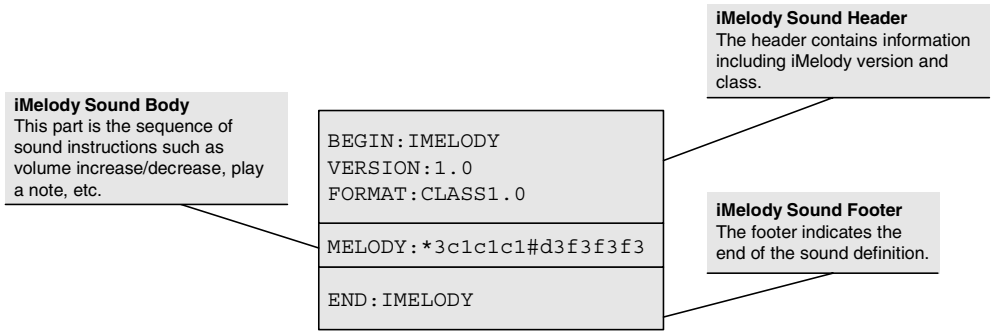 iMelody Sound Header
The header contains information
including iMelody version and
class.
iMelody Sound Body
This part is the sequence of
sound instructions such as
volume increase/decrease, play
a note, etc.
BEGIN:IMELODY
VERSION:1.0
FORMAT:CLASS1.0
MELODY:*3c1c1c1#d3f3f3f3
END:IMELODY
iMelody Sound Footer
The footer indicates the
end of the sound definition.